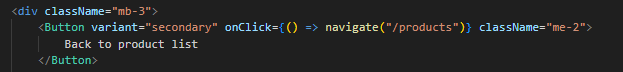 <div className="mb-3">
<Button variant="secondary" onClick={() => navigate("/products")} className="me-2">
Back to product list
</Button>